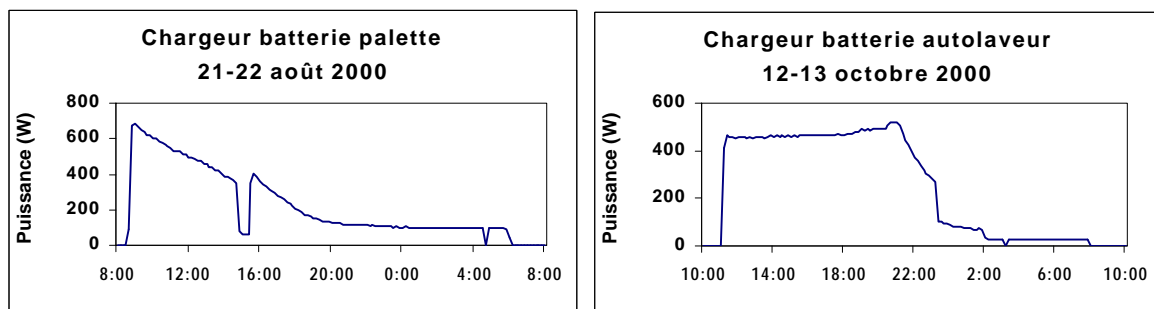 Chargeur batterie palette
21-22 août 2000
Puissance (W)
800
600
400
200
0
8:00 12:00 16:00 20:00 0:00 4:00 8:00
Chargeur batterie autolaveur
12-13 octobre 2000
Puissance (W)
600
400
200
0
10:00 14:00 18:00 22:00 2:00 6:00 10:00